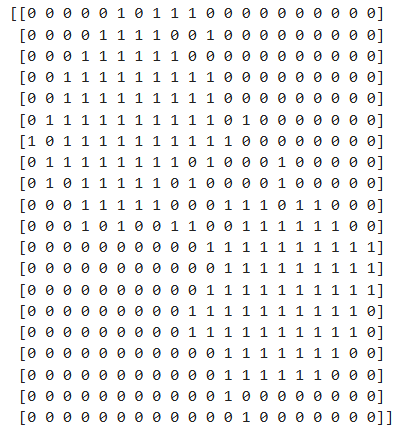 [[0 0 0 0 0 1 0 1 1 1 0 0 0 0 0 0 0 0 0 0]
[0 0 0 0 1 1 1 1 0 0 1 0 0 0 0 0 0 0 0 0]
[0 0 0 1 1 1 1 1 1 0 0 0 0 0 0 0 0 0 0 0]
[0 0 1 1 1 1 1 1 1 1 1 0 0 0 0 0 0 0 0 0]
[0 0 1 1 1 1 1 1 1 1 1 0 0 0 0 0 0 0 0 0]
[0 1 1 1 1 1 1 1 1 1 1 0 1 0 0 0 0 0 0 0]
[1 0 1 1 1 1 1 1 1 1 1 1 0 0 0 0 0 0 0 0]
[0 1 1 1 1 1 1 1 1 0 1 0 0 0 1 0 0 0 0 0]
[0 1 0 1 1 1 1 1 0 1 0 0 0 0 1 0 0 0 0 0]
[0 0 0 1 1 1 1 1 0 0 0 1 1 1 0 1 1 0 0 0]
[0 0 0 1 0 1 0 0 1 1 0 0 1 1 1 1 1 1 0 0]
[0 0 0 0 0 0 0 0 0 0 1 1 1 1 1 1 1 1 1 1]
[0 0 0 0 0 0 0 0 0 0 0 1 1 1 1 1 1 1 1 1]
[0 0 0 0 0 0 0 0 0 0 1 1 1 1 1 1 1 1 1 1]
[0 0 0 0 0 0 0 0 0 1 1 1 1 1 1 1 1 1 1 0]
[0 0 0 0 0 0 0 0 0 1 1 1 1 1 1 1 1 1 1 0]
[0 0 0 0 0 0 0 0 0 0 0 1 1 1 1 1 1 1 0 0]
[0 0 0 0 0 0 0 0 0 0 0 1 1 1 1 1 1 0 0 0]
[0 0 0 0 0 0 0 0 0 0 0 1 0 0 0 0 0 0 0 0]
[0 0 0 0 0 0 0 0 0 0 0 0 1 0 0 0 0 0 0 0]]